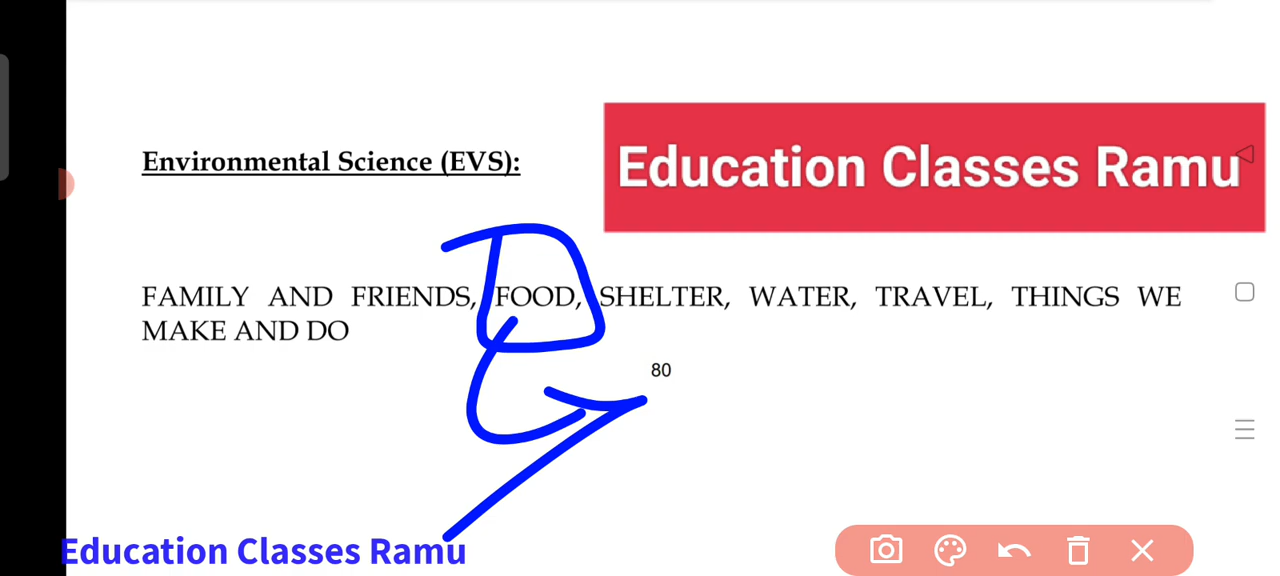 Environmental Science (EVS):
Education Classes Ramu
FAMILY AND FRIENDS, FOOD, SHELTER, WATER, TRAVEL, THINGS WE
MAKE AND DO
80
Education Classes Ramu